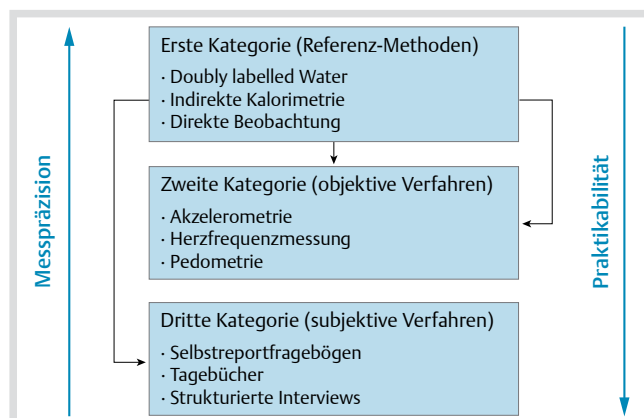 Messpräzision
Erste Kategorie (Referenz-Methoden)
· Doubly labelled Water
· Indirekte Kalorimetrie
· Direkte Beobachtung
Zweite Kategorie (objektive Verfahren)
· Akzelerometrie
· Herzfrequenzmessung
· Pedometrie
Dritte Kategorie (subjektive Verfahren)
· Selbstreportfragebögen
· Tagebücher
· Strukturierte Interviews
Praktikabilität